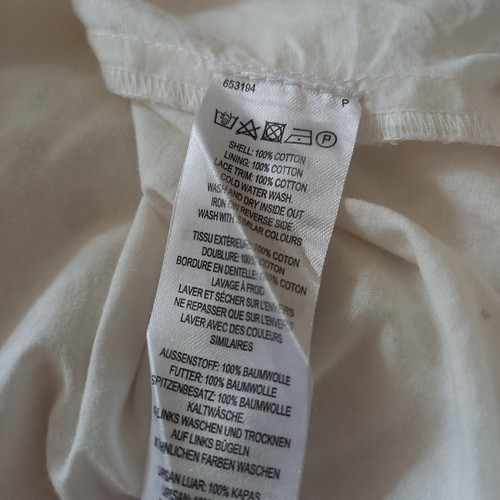 653194
P
P
SHELL: 100% COTTON
LINING: 100% COTTON
LACE TRIM: 100% COTTON
COLD WATER WASH.
WASH AND DRY INSIDE OUT
IRON ON REVERSE SIDE
WASH WITH SIMILAR COLOURS
TISSU EXTÉRIEUR: 100% COTON
DOUBLURE: 100% COTON
BORDURE EN DENTELLE: 100% COTON
LAVAGE À FROID
LAVER ET SÉCHER SUR L'ENVERS
NE REPASSER QUE SUR L'ENVERS
LAVER AVEC DES COULEURS
SIMILAIRES
AUSSENSTOFF: 100% BAUMWOLLE
FUTTER: 100% BAUMWOLLE
SPITZENBESATZ: 100% BAUMWOLLE
KALTWÄSCHE.
LINKS WASCHEN UND TROCKNEN
AUF LINKS BÜGELN
FARBEN WASCHEN
LUAR: 100% KAPAS